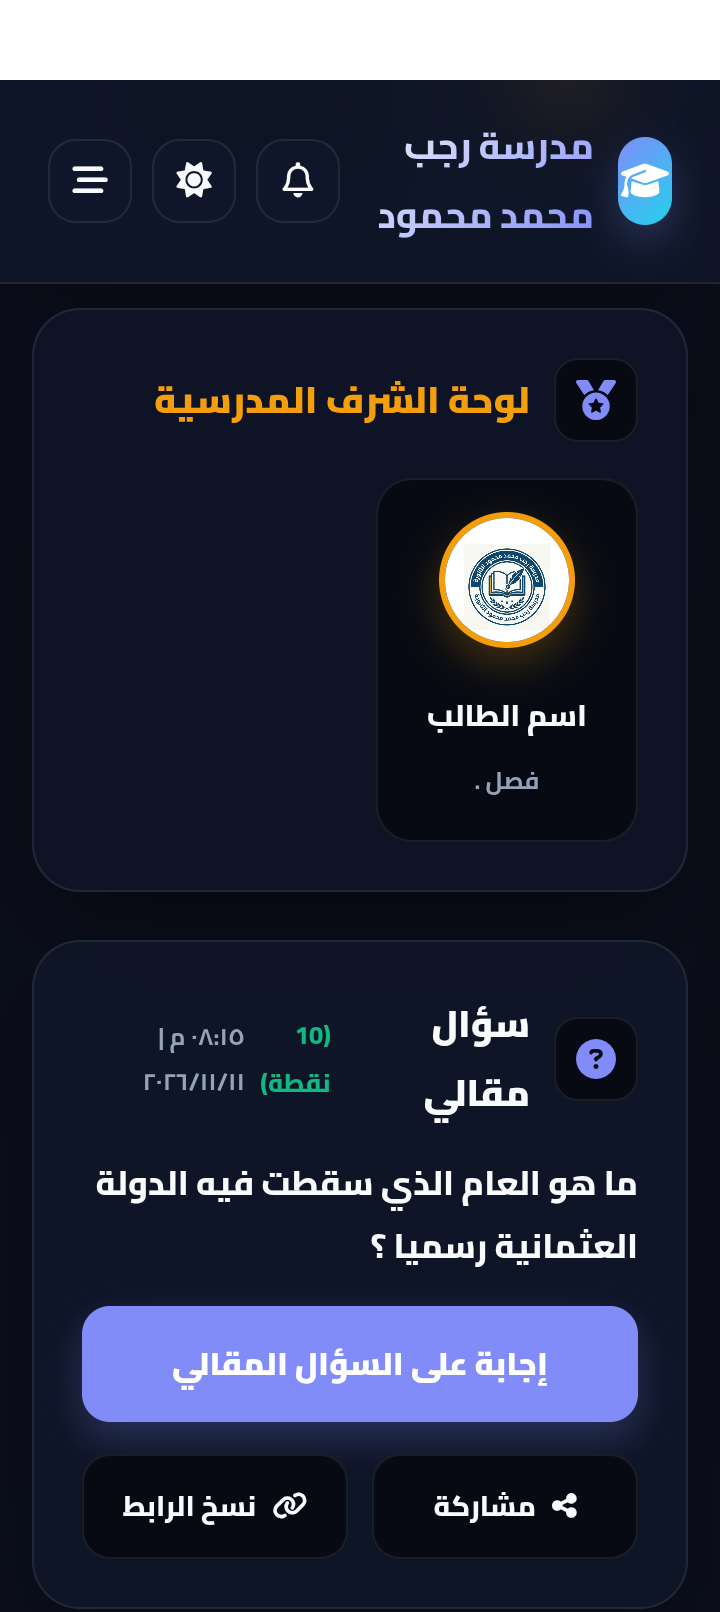 مدرسة رجب
محمد محمود
لوحة الشرف المدرسية
اسم الطالب
فصل .
سؤال
مقالي
(10
نقطة)
٠٨:١٥ م |
٢٠٢٦/١١/١١
ما هو العام الذي سقطت فيه الدولة
العثمانية رسميا ؟
إجابة على السؤال المقالي
مشاركة
نسخ الرابط